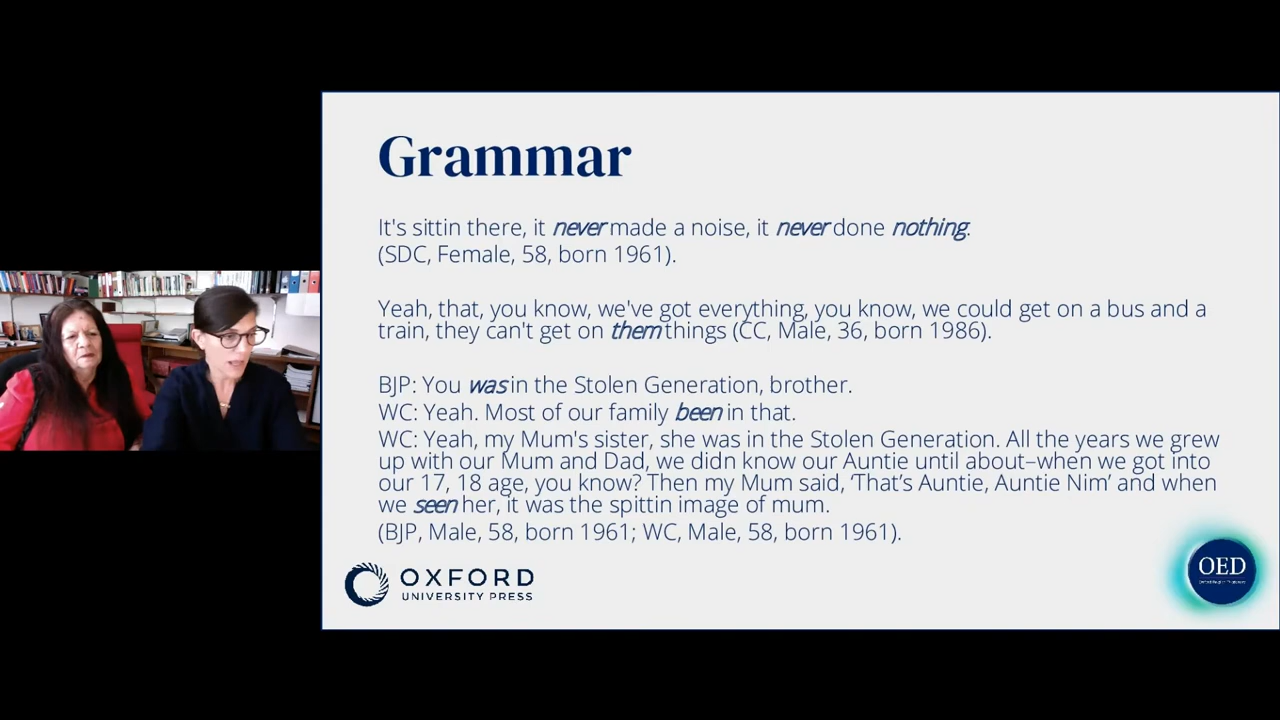 Grammar
It's sittin there, it never made a noise, it never done nothing.
(SDC, Female, 58, born 1961).
Yeah, that, you know, we've got everything, you know, we could get on a bus and a
train, they can't get on them things (CC, Male, 36, born 1986).
BJP: You was in the Stolen Generation, brother.
WC: Yeah. Most of our family been in that.
WC: Yeah, my Mum's sister, she was in the Stolen Generation. All the years we grew
up with our Mum and Dad, we didn know our Auntie until about–when we got into
our 17, 18 age, you know? Then my Mum said, ‘That’s Auntie, Auntie Nim’ and when
we seen her, it was the spittin image of mum.
(BJP, Male, 58, born 1961; WC, Male, 58, born 1961).
OXFORD
UNIVERSITY PRESS
OED